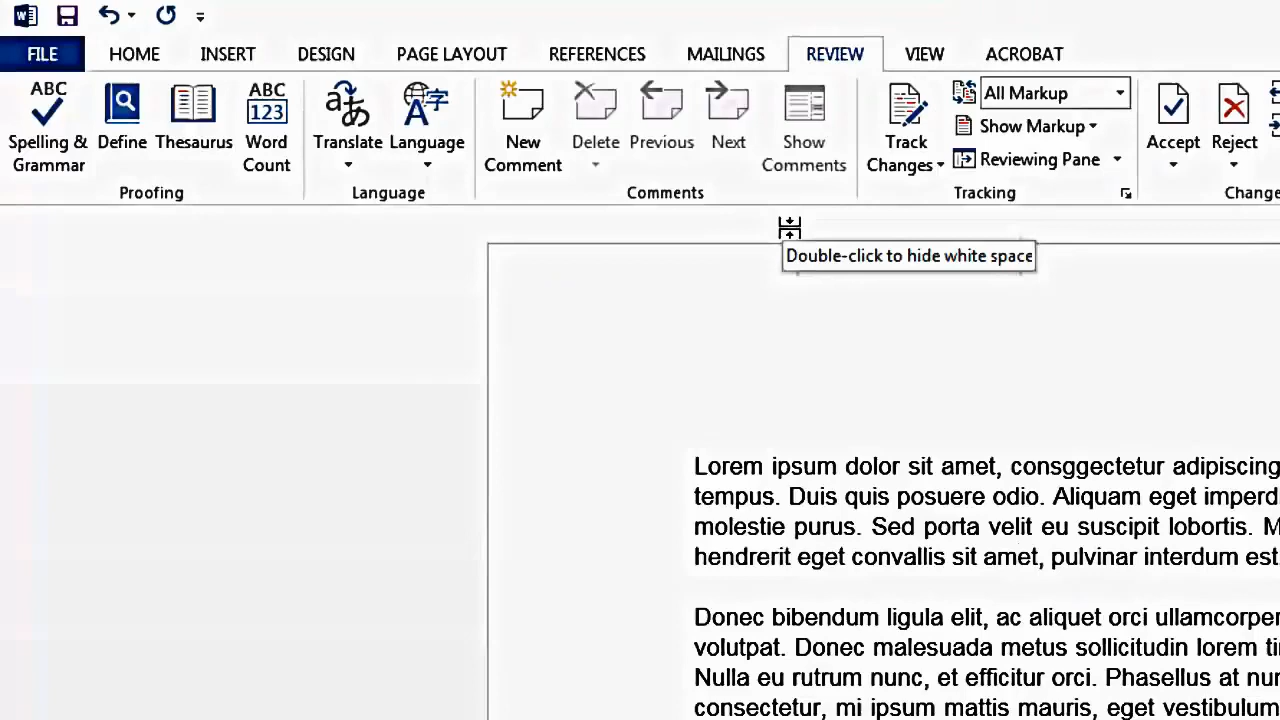 FILE HOME INSERT DESIGN PAGE LAYOUT REFERENCES MAILINGS REVIEW VIEW ACROBAT
ABC
Spelling &
Grammar
Define
Thesaurus
ABC
123
Word
Count
Proofing
Translate
Language
Language
New
Comment
Delete
Previous
Next
Show
Comments
Comments
Track
Changes
All Markup
Show Markup
Reviewing Pane
Tracking
Accept
Reject
Change
Double-click to hide white space
Lorem ipsum dolor sit amet, consggectetur adipiscing
tempus. Duis quis posuere odio. Aliquam eget imperdi
molestie purus. Sed porta velit eu suscipit lobortis. M
hendrerit eget convallis sit amet, pulvinar interdum est.
Donec bibendum ligula elit, ac aliquet orci ullamcorper
volutpat. Donec malesuada metus sollicitudin lorem ti
Nulla eu rutrum nunc, et efficitur orci. Phasellus at nun
consectetur, mi ipsum mattis mauris, eget vestibulum